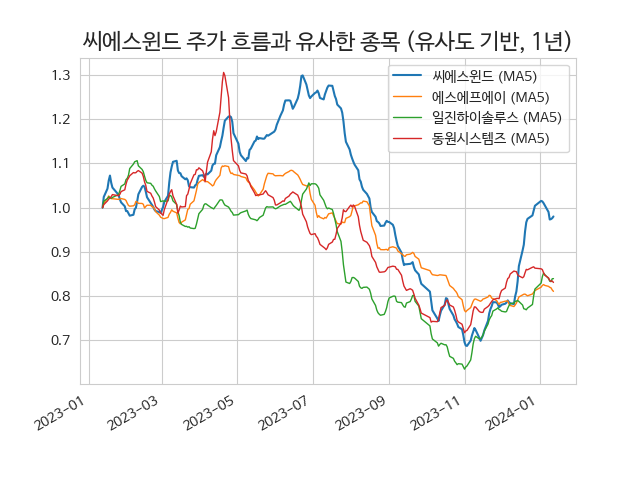 씨에스윈드 주가 흐름과 유사한 종목 (유사도 기반, 1년)
씨에스윈드 (MA5)
에스에프에이 (MA5)
일진하이솔루스 (MA5)
동원시스템즈 (MA5)
1.3
1.2
1.1
1.0
0.9
0.8
0.7
2023-01
2023-03
2023-05
2023-07
2023-09
2023-11
2024-01